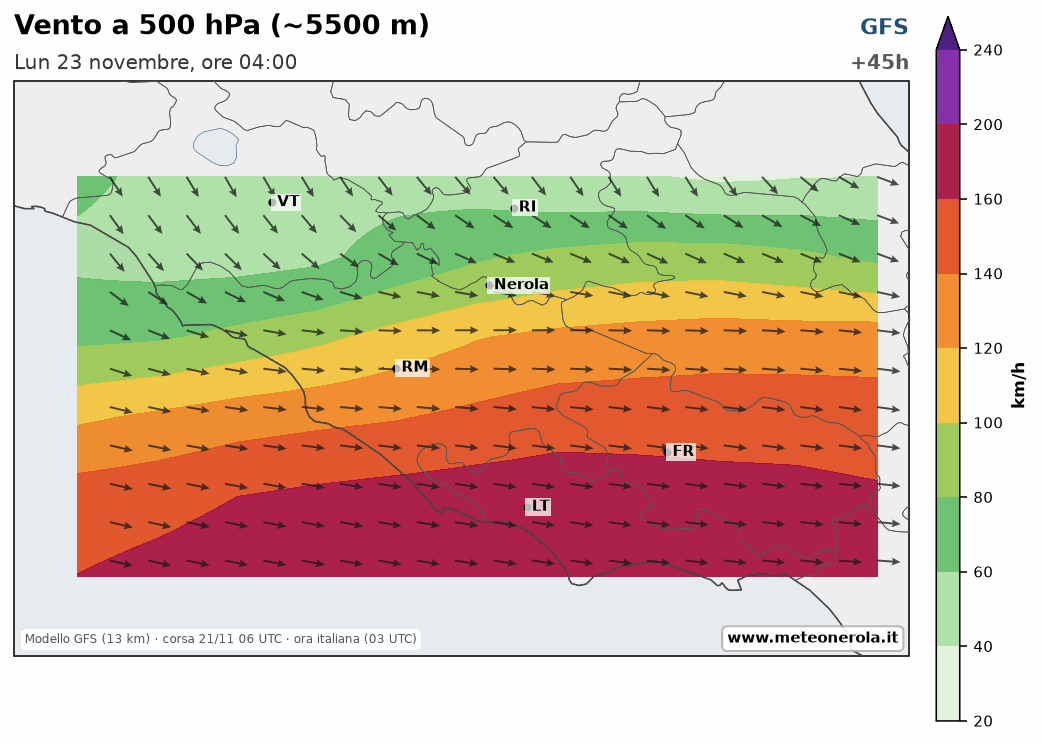 Vento a 500 hPa (~5500 m)
GFS
Lun 23 novembre, ore 04:00
+45h
VT
RI
Nerola
RM
FR
LT
240
200
160
140
120
100
80
60
40
20
km/h
Modello GFS (13 km) · corsa 21/11 06 UTC · ora italiana (03 UTC)
www.meteonerola.it